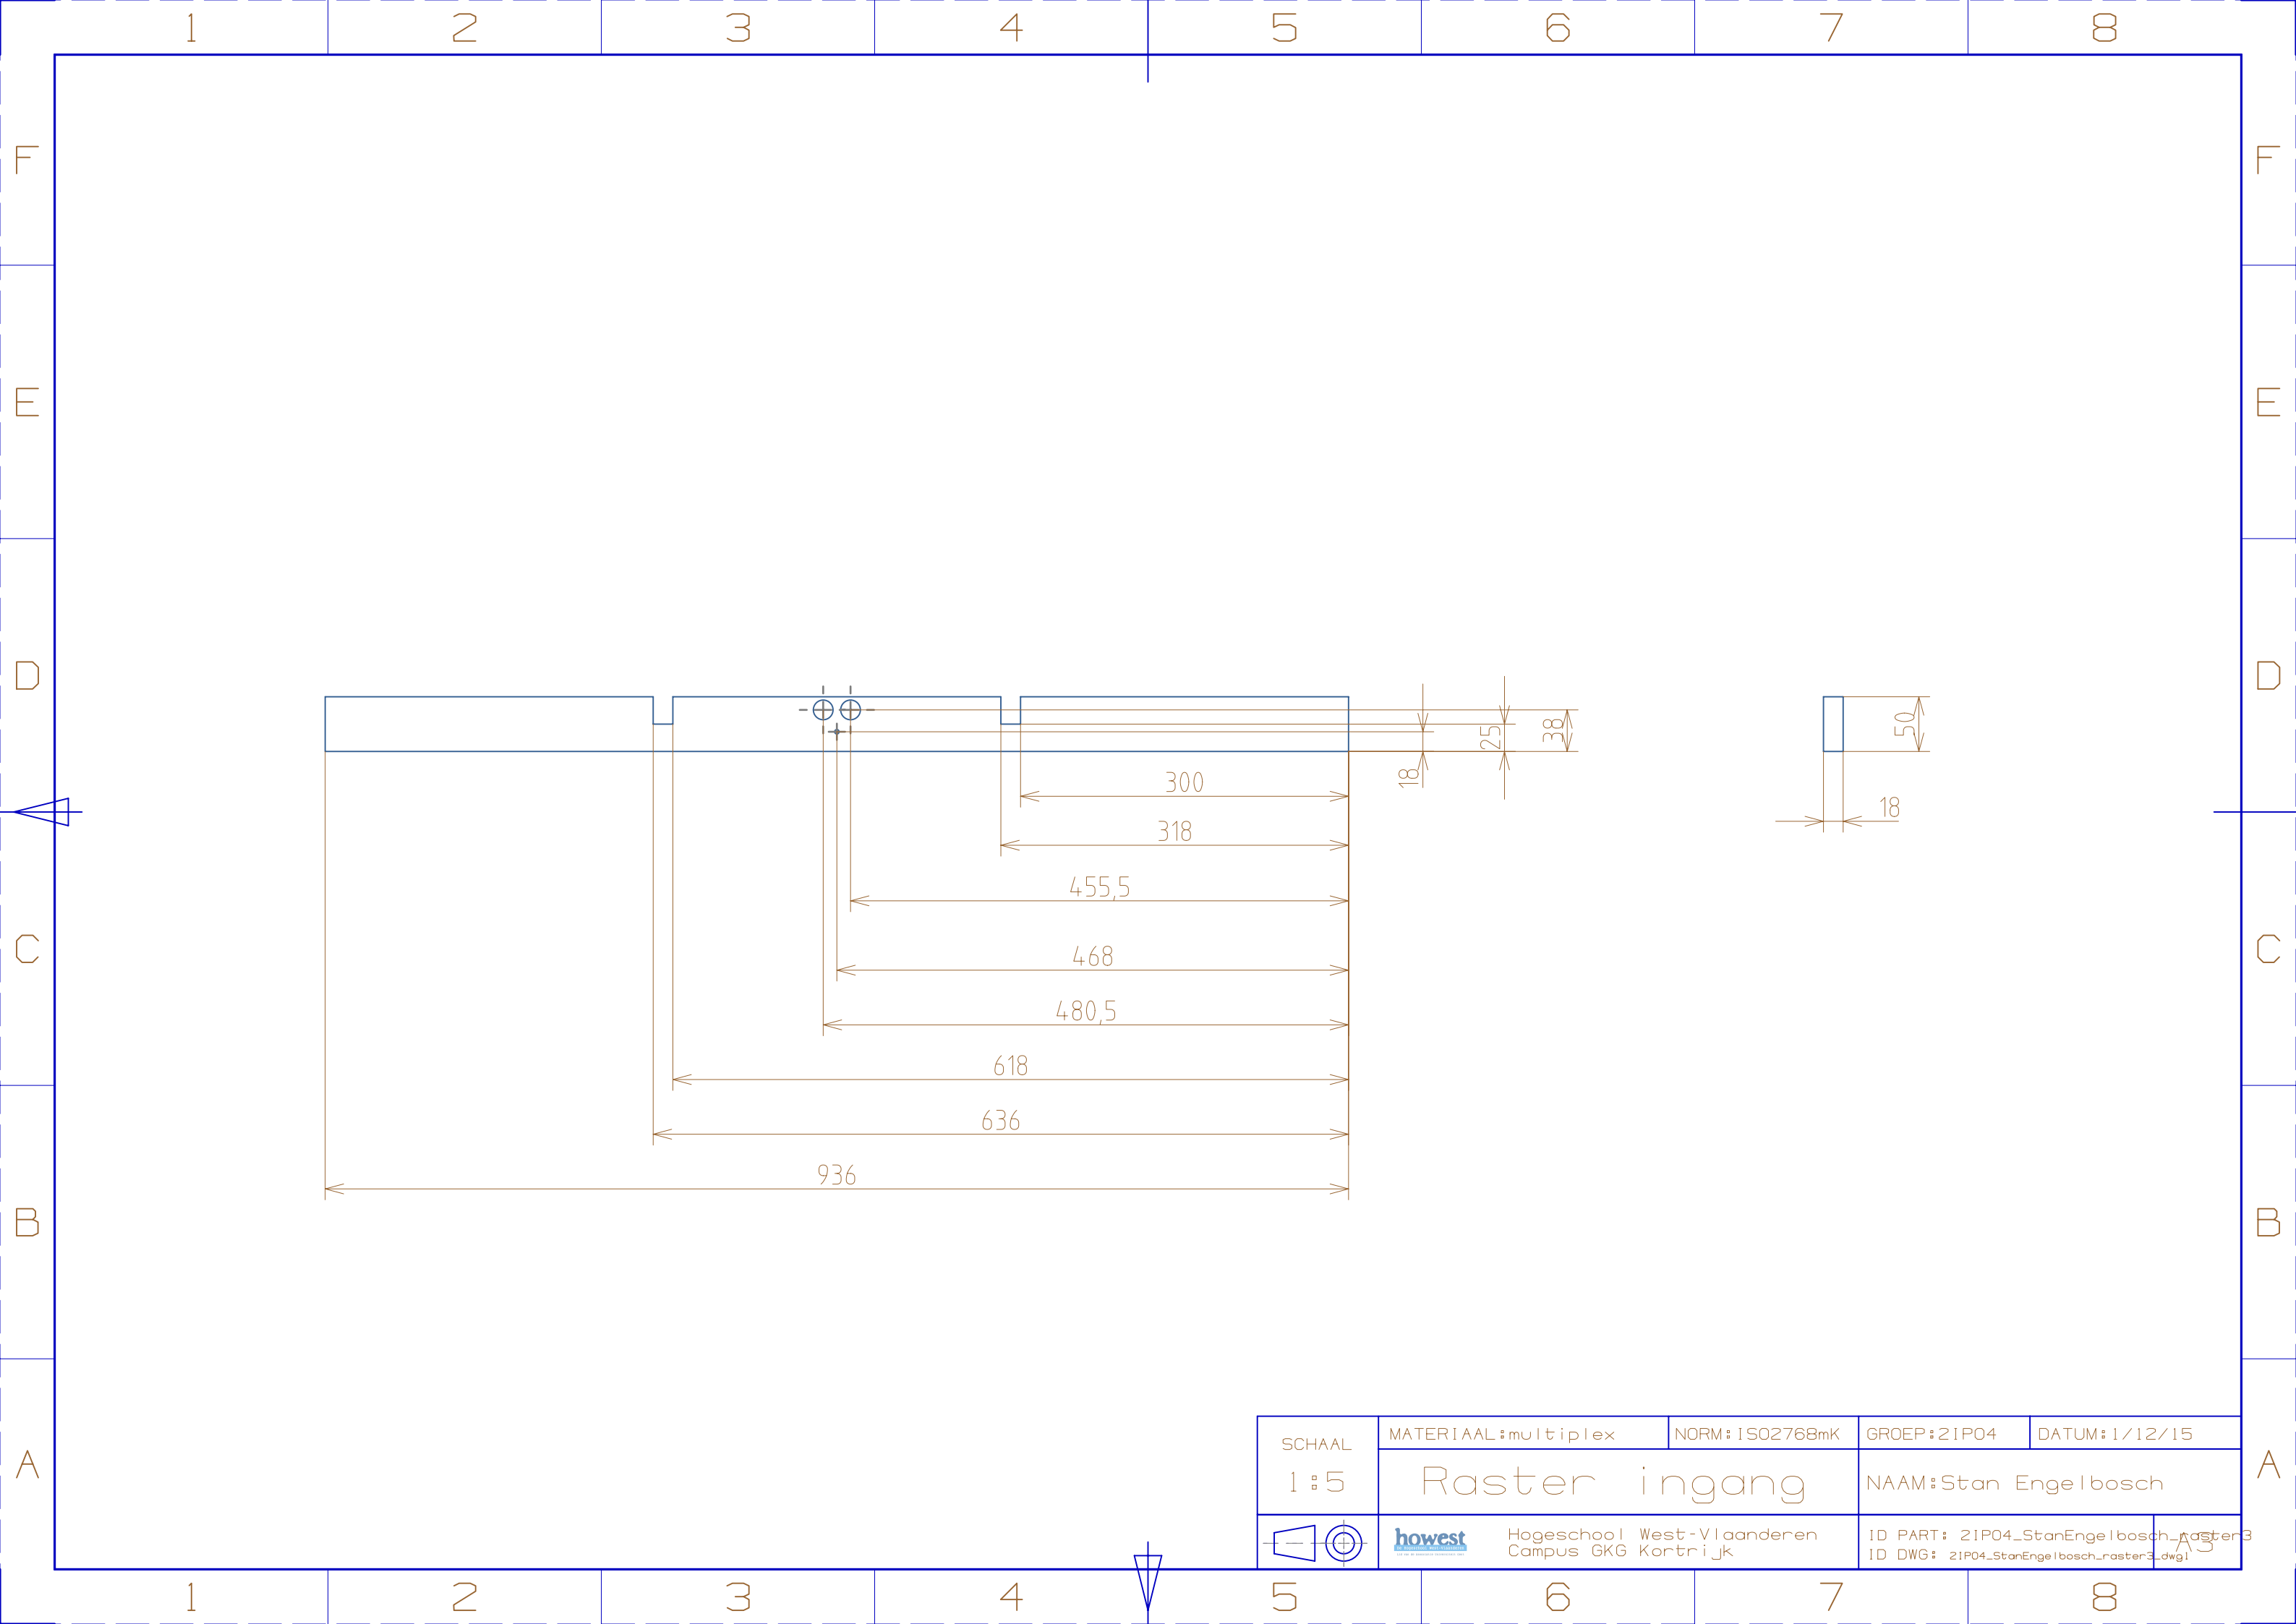 1 2 3 4 5 6 7 8
F F
E E
D D
C C
B B
A A
38
25
18
50
18
300
318
455,5
468
480,5
618
636
936
SCHAAL
1:5
MATERIAAL:multiplex
NORM:ISO2768mK
GROEP:2IPO4
DATUM:1/12/15
Raster ingang
NAAM:Stan Engelbosch
howest
Hogeschool West-Vlaanderen
Campus GKG Kortrijk
ID PART: 2IPO4_StanEngelbosch_raster3
ID DWG: 2IPO4_StanEngelbosch_raster3_dwg1
A3
1 2 3 4 5 6 7 8